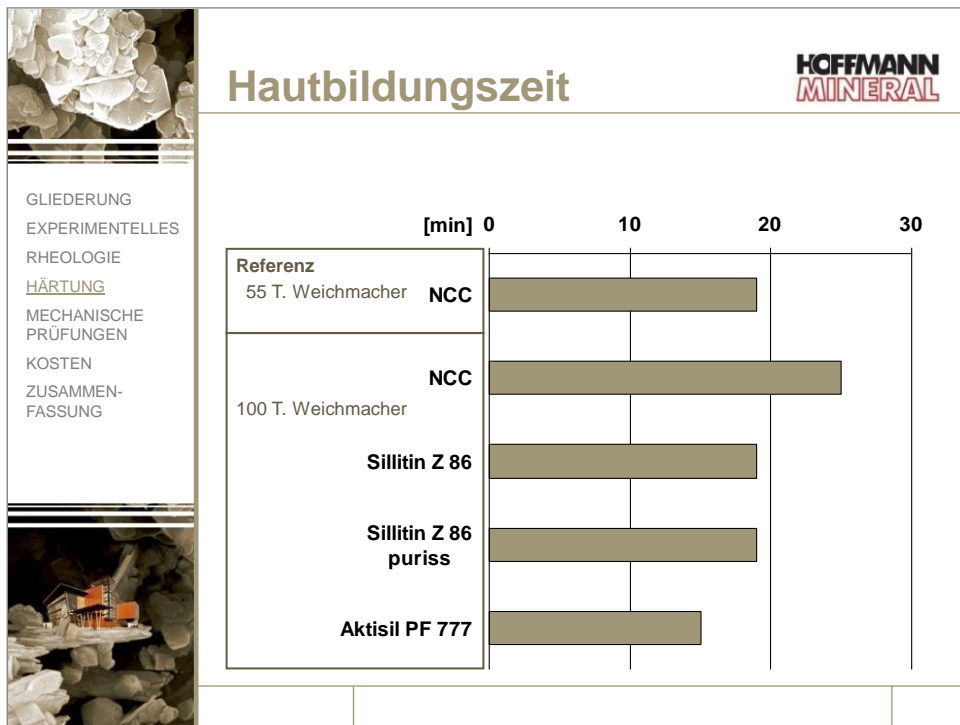 Hautbildungszeit
HOFFMANN
MINERAL
GLIEDERUNG
EXPERIMENTELLES
RHEOLOGIE
HÄRTUNG
MECHANISCHE
PRÜFUNGEN
KOSTEN
ZUSAMMEN-
FASSUNG
[min] 0 10 20 30
Referenz
55 T. Weichmacher NCC
NCC
100 T. Weichmacher
Sillitin Z 86
Sillitin Z 86
puriss
Aktisil PF 777